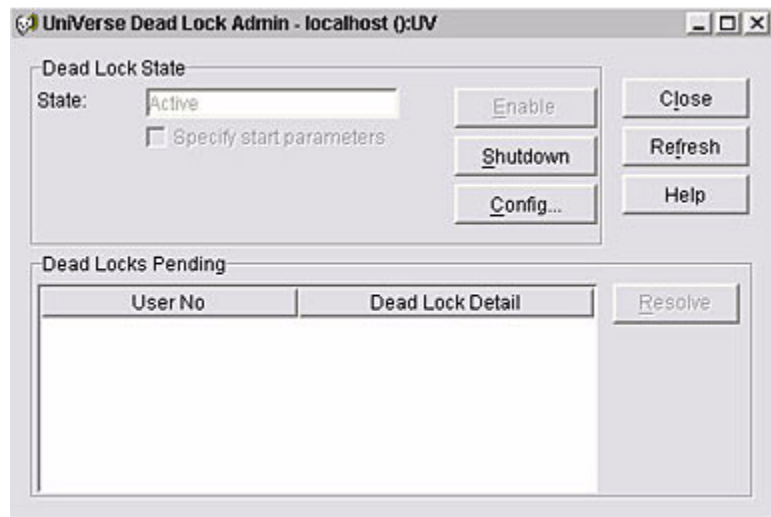 UniVerse Dead Lock Admin - localhost ():UV
Dead Lock State
State: Active Enable Close
Specify start parameters
Shutdown Refresh
Config... Help
Dead Locks Pending
User No Dead Lock Detail Resolve